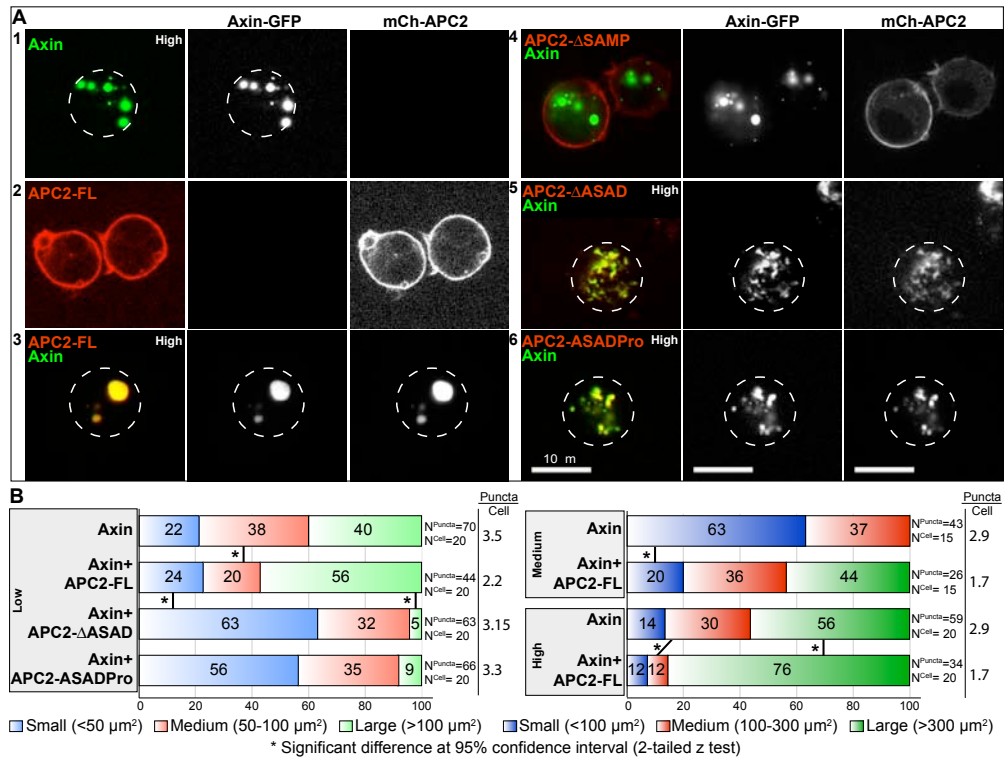 A
Axin-GFP mCh-APC2
Axin-GFP mCh-APC2
1 Axin High
4 APC2-ΔSAMP
Axin
2 APC2-FL
5 APC2-ΔASAD High
Axin
3 APC2-FL High
Axin
6 APC2-ASADPro High
Axin
10 m
B
Puncta
Cell
Low
Axin 22 38 40 N^Puncta=70
N^Cell=20 3.5
*
Axin+
APC2-FL 24 20 56 N^Puncta=44
N^Cell= 20 2.2
* *
Axin+
APC2-ΔASAD 63 32 5 N^Puncta=63
N^Cell= 20 3.15
Axin+
APC2-ASADPro 56 35 9 N^Puncta=66
N^Cell= 20 3.3
0 20 40 60 80 100
Small (<50 μm²) Medium (50-100 μm²) Large (>100 μm²)
Puncta
Cell
Medium
Axin 63 37 N^Puncta=43
N^Cell=15 2.9
*
Axin+
APC2-FL 20 36 44 N^Puncta=26
N^Cell= 15 1.7
High
Axin 14 30 56 N^Puncta=59
N^Cell= 20 2.9
* *
Axin+
APC2-FL 12 12 76 N^Puncta=34
N^Cell= 20 1.7
0 20 40 60 80 100
Small (<100 μm²) Medium (100-300 μm²) Large (>300 μm²)
* Significant difference at 95% confidence interval (2-tailed z test)